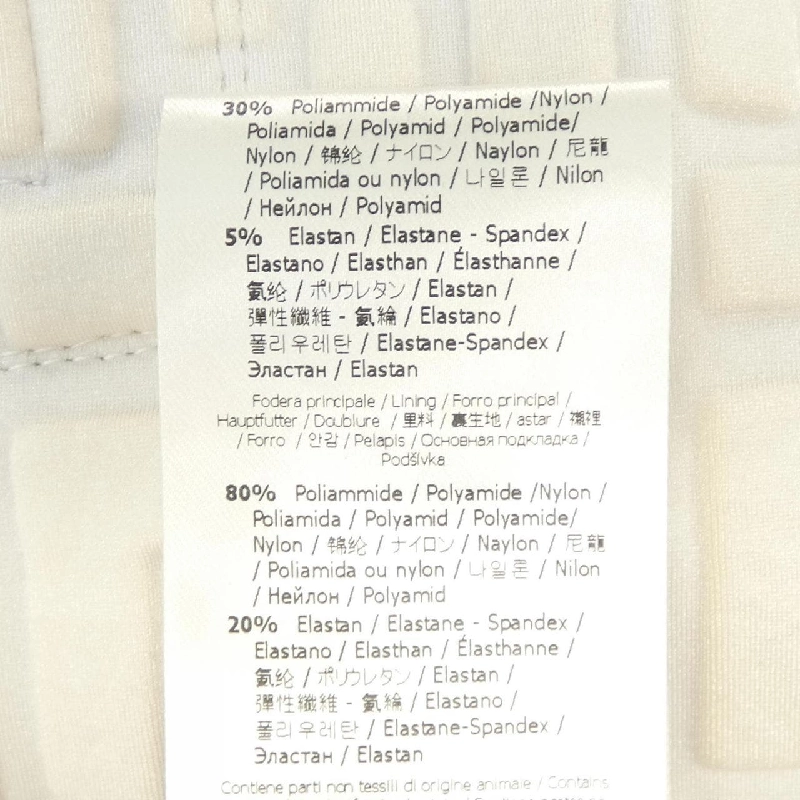 30% Poliammide / Polyamide /Nylon /
Poliamida / Polyamid / Polyamide/
Nylon / 锦纶 / ナイロン / Naylon / 尼龍
/ Poliamida ou nylon / 나일론 / Nilon
/ Нейлон / Polyamid
5% Elastan / Elastane - Spandex /
Elastano / Elasthan / Élasthanne /
氨纶 / ポリウレタン / Elastan /
彈性纖維 - 氨綸 / Elastano /
폴리우레탄 / Elastane-Spandex /
Эластан / Elastan
Fodera principale / Lining / Forro principal /
Hauptfutter / Doublure / 里料 / 裏生地 / astar / 襯裡
/ Forro / 안감 / Pelapis / Основная подкладка /
Podšívka
80% Poliammide / Polyamide /Nylon /
Poliamida / Polyamid / Polyamide/
Nylon / 锦纶 / ナイロン / Naylon / 尼龍
/ Poliamida ou nylon / 나일론 / Nilon
/ Нейлон / Polyamid
20% Elastan / Elastane - Spandex /
Elastano / Elasthan / Élasthanne /
氨纶 / ポリウレタン / Elastan /
彈性纖維 - 氨綸 / Elastano /
폴리우레탄 / Elastane-Spandex /
Эластан / Elastan
Contiene parti non tessili di origine animale / Contains